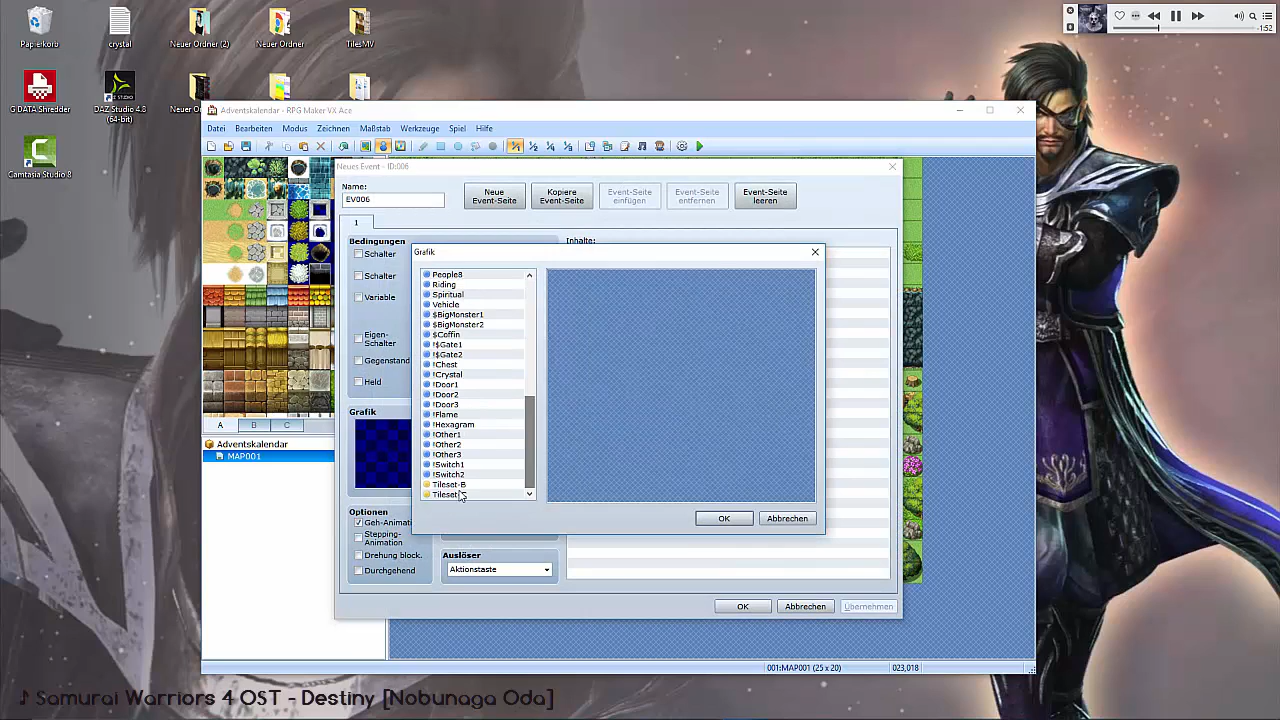 Papierkorb
crystal
Neuer Ordner (2)
Neuer Ordner
TilesMV
G DATA Shredder
DAZ Studio 4.8
(64-bit)
Camtasia Studio 8
-1:52
Adventskalendar - RPG Maker VX Ace
Datei Bearbeiten Modus Zeichnen Maßstab Werkzeuge Spiel Hilfe
Neues Event - ID:006
Name:
EV006
Neue
Event-Seite
Kopiere
Event-Seite
Event-Seite
einfügen
Event-Seite
entfernen
Event-Seite
leeren
1
Bedingungen
Schalter
Schalter
Variable
Eigen-
Schalter
Gegenstand
Held
Inhalte:
Grafik
Grafik
People8
Riding
Spiritual
Vehicle
$BigMonster1
$BigMonster2
$Coffin
!$Gate1
!$Gate2
!Chest
!Crystal
!Door1
!Door2
!Door3
!Flame
!Hexagram
!Other1
!Other2
!Other3
!Switch1
!Switch2
Tileset-B
OK
Abbrechen
Optionen
Stepping-
Animation
Drehung block.
Durchgehend
Auslöser
Aktionstaste
OK
Abbrechen
Übernehmen
A B C
Adventskalendar
MAP001
001:MAP001 (25 x 20)
023,018
♪ Samurai Warriors 4 OST - Destiny [Nobunaga Oda]